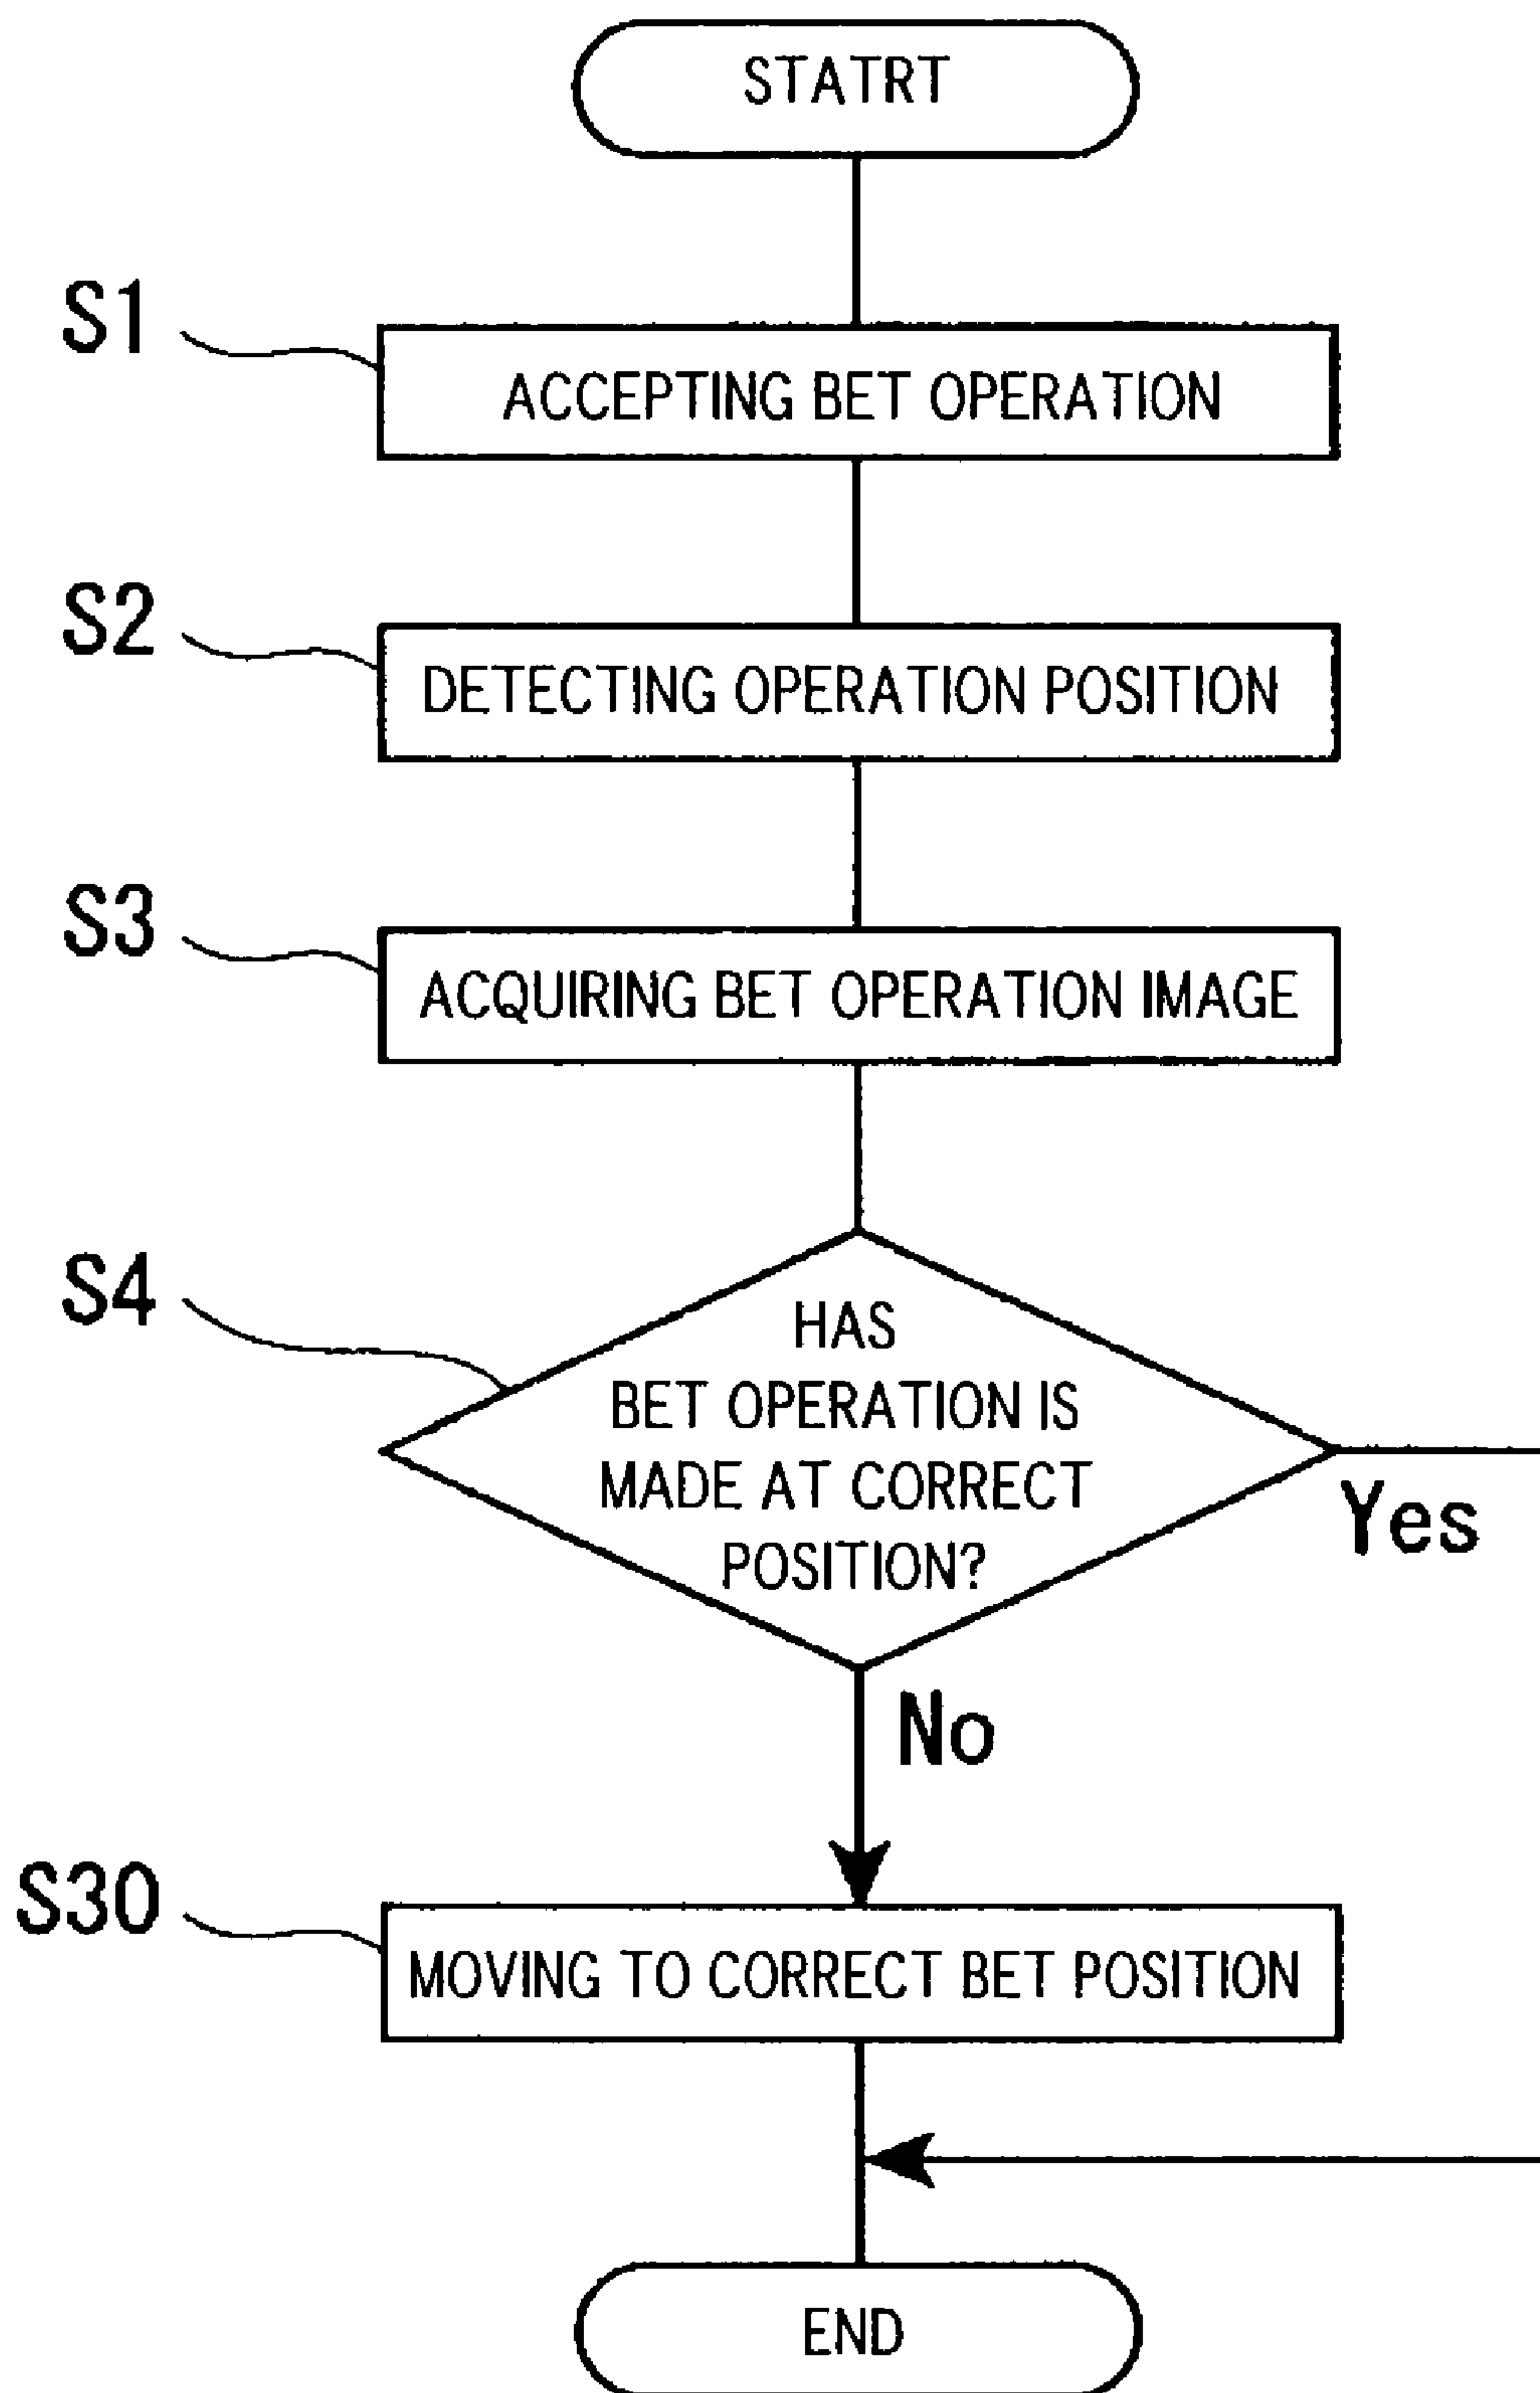 STATRT
S1
ACCEPTING BET OPERATION
S2
DETECTING OPERATION POSITION
S3
ACQUIRING BET OPERATION IMAGE
S4
HAS
BET OPERATION IS
MADE AT CORRECT
POSITION?
Yes
No
S30
MOVING TO CORRECT BET POSITION
END